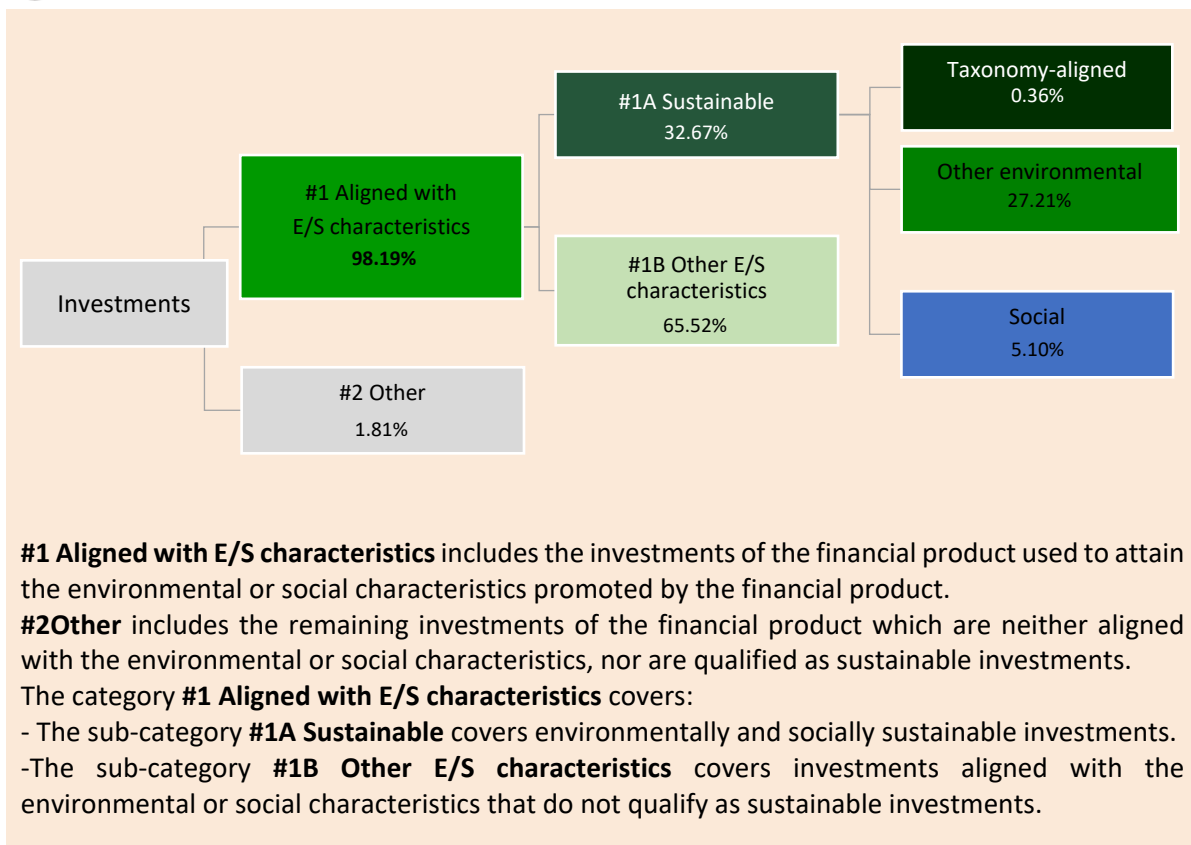 Investments
#1 Aligned with
E/S characteristics
98.19%
#2 Other
1.81%
#1A Sustainable
32.67%
#1B Other E/S
characteristics
65.52%
Taxonomy-aligned
0.36%
Other environmental
27.21%
Social
5.10%
#1 Aligned with E/S characteristics includes the investments of the financial product used to attain
the environmental or social characteristics promoted by the financial product.
#2Other includes the remaining investments of the financial product which are neither aligned
with the environmental or social characteristics, nor are qualified as sustainable investments.
The category #1 Aligned with E/S characteristics covers:
- The sub-category #1A Sustainable covers environmentally and socially sustainable investments.
-The sub-category #1B Other E/S characteristics covers investments aligned with the
environmental or social characteristics that do not qualify as sustainable investments.